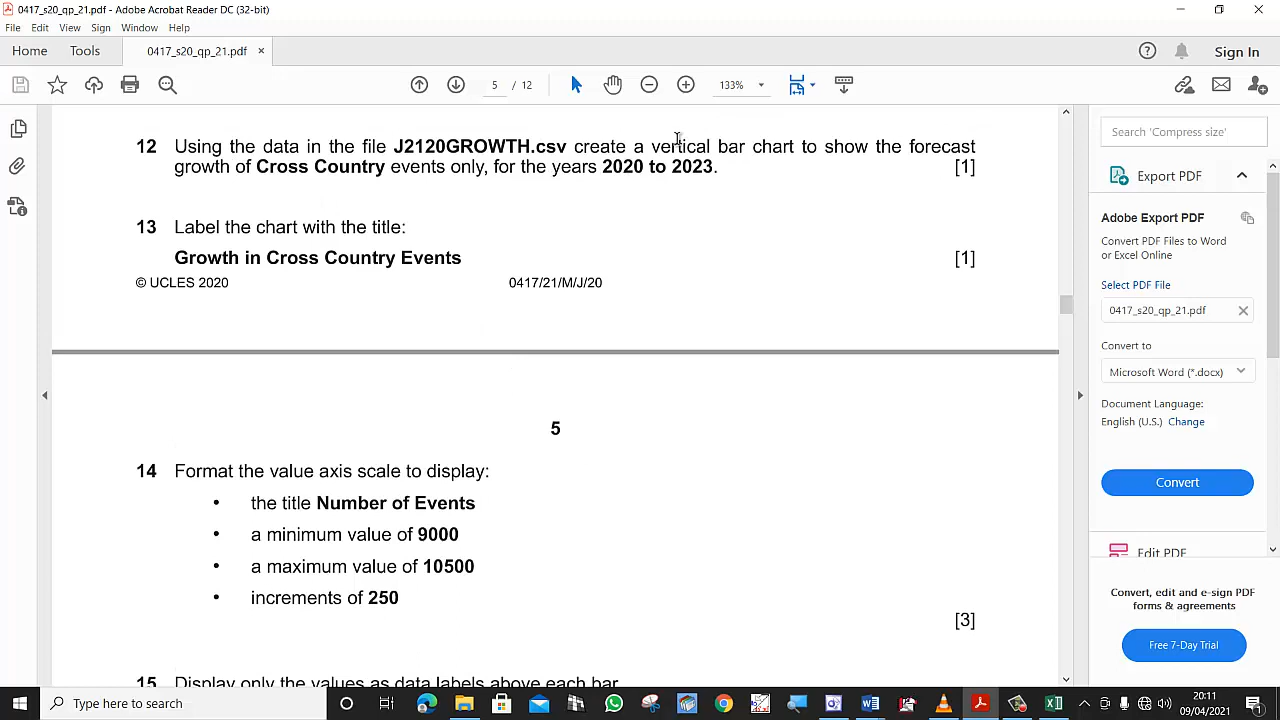 0417_s20_qp_21.pdf - Adobe Acrobat Reader DC (32-bit)
File Edit View Sign Window Help
Home Tools 0417_s20_qp_21.pdf × Sign In
5 / 12 133%
12 Using the data in the file J2120GROWTH.csv create a vertical bar chart to show the forecast
growth of Cross Country events only, for the years 2020 to 2023. [1]
13 Label the chart with the title:
Growth in Cross Country Events [1]
© UCLES 2020 0417/21/M/J/20
5
14 Format the value axis scale to display:
• the title Number of Events
• a minimum value of 9000
• a maximum value of 10500
• increments of 250
[3]
15 Display only the values as data labels above each bar
Search 'Compress size'
Export PDF
Adobe Export PDF
Convert PDF Files to Word
or Excel Online
Select PDF File
0417_s20_qp_21.pdf
Convert to
Microsoft Word (*.docx)
Document Language:
English (U.S.) Change
Convert
Edit PDF
Convert, edit and e-sign PDF
forms & agreements
Free 7-Day Trial
Type here to search
20:11
09/04/2021